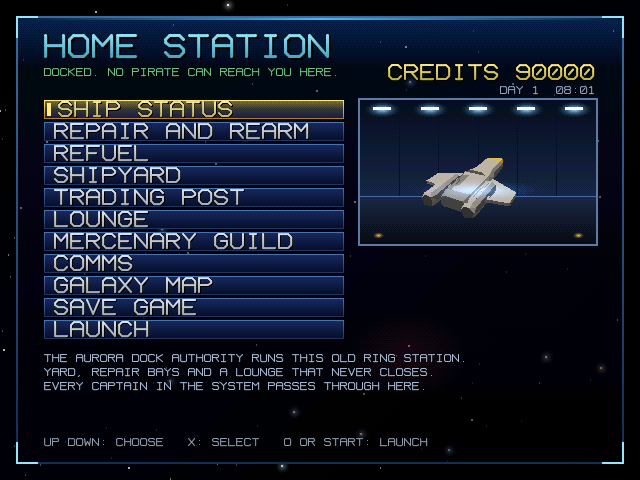 HOME STATION
DOCKED. NO PIRATE CAN REACH YOU HERE.
CREDITS 90000
DAY 1 08:01
SHIP STATUS
REPAIR AND REARM
REFUEL
SHIPYARD
TRADING POST
LOUNGE
MERCENARY GUILD
COMMS
GALAXY MAP
SAVE GAME
LAUNCH
THE AURORA DOCK AUTHORITY RUNS THIS OLD RING STATION.
YARD, REPAIR BAYS AND A LOUNGE THAT NEVER CLOSES.
EVERY CAPTAIN IN THE SYSTEM PASSES THROUGH HERE.
UP DOWN: CHOOSE X: SELECT O OR START: LAUNCH